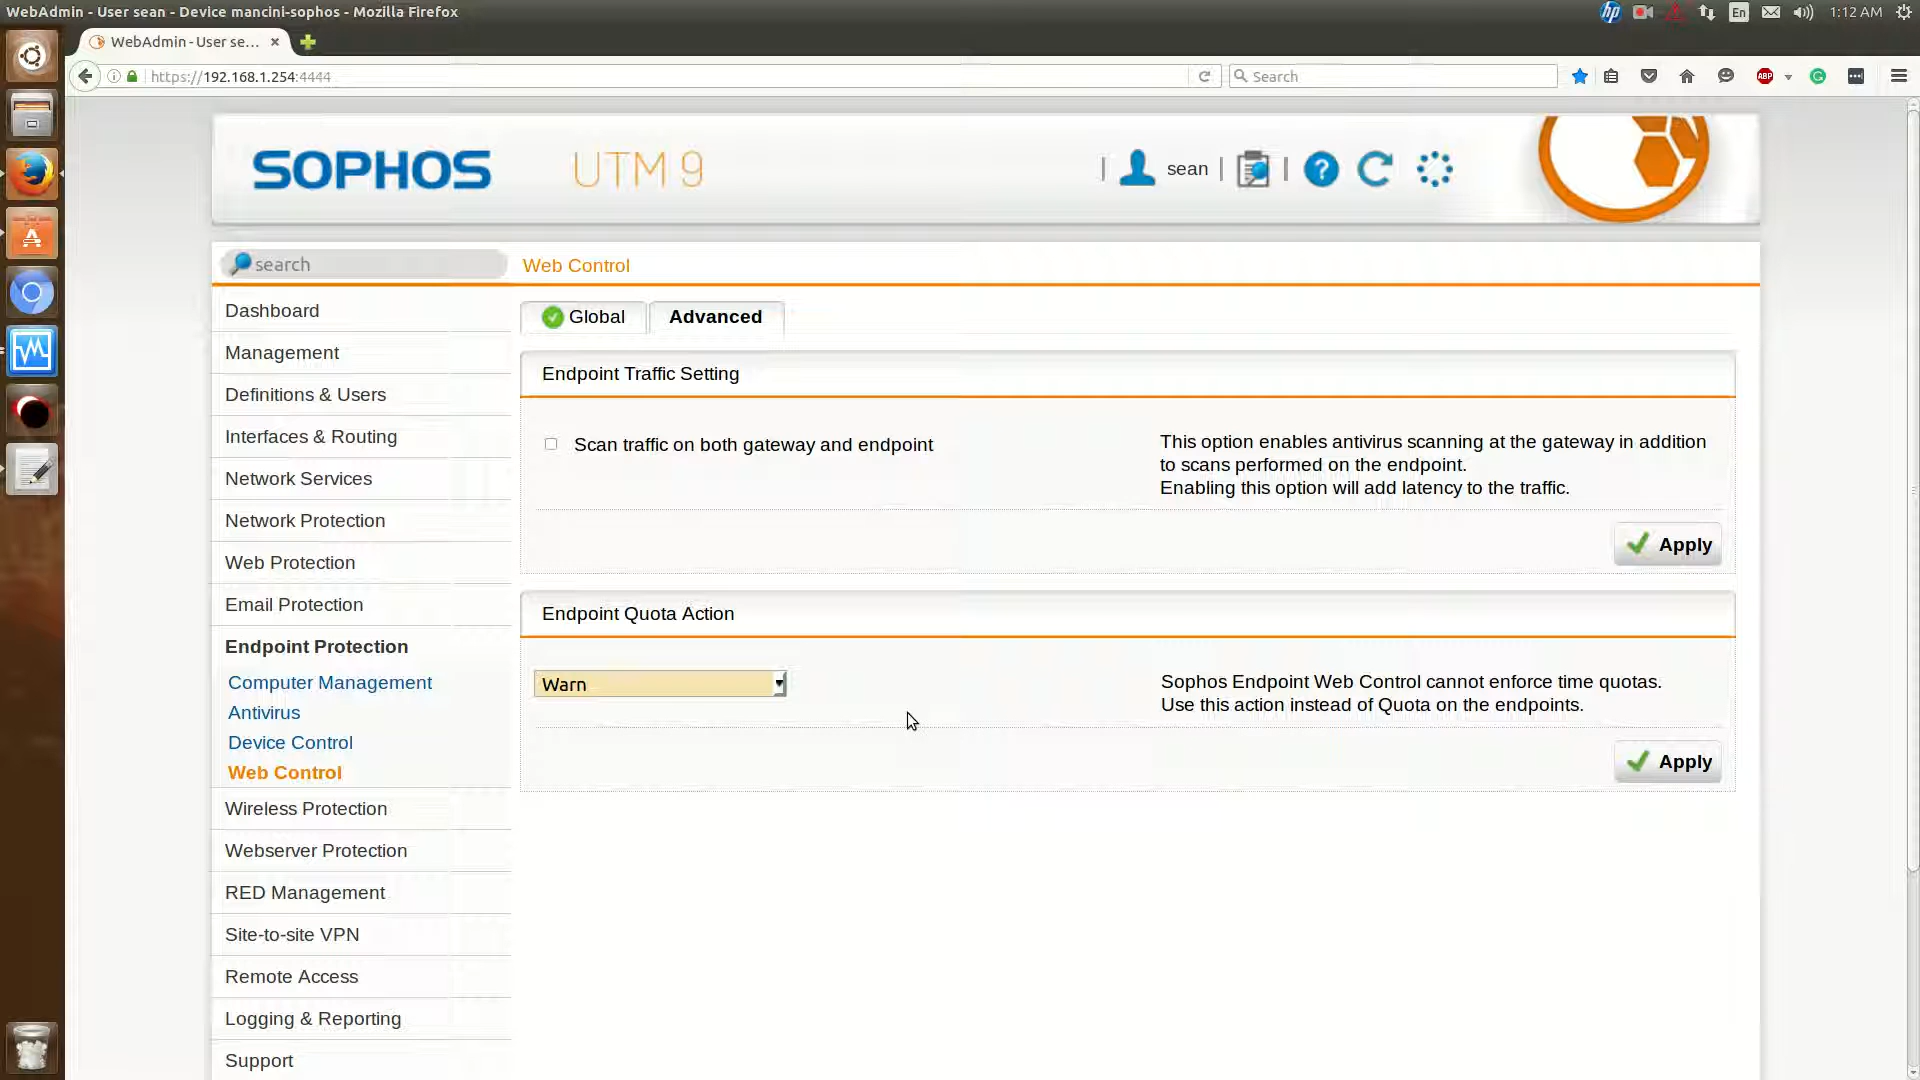 WebAdmin - User sean - Device mancini-sophos - Mozilla Firefox
En
1:12 AM
WebAdmin - User se...
https://192.168.1.254:4444
Search
ABP
SOPHOS UTM 9
sean
search
Web Control
Dashboard
Management
Definitions & Users
Interfaces & Routing
Network Services
Network Protection
Web Protection
Email Protection
Endpoint Protection
Computer Management
Antivirus
Device Control
Web Control
Wireless Protection
Webserver Protection
RED Management
Site-to-site VPN
Remote Access
Logging & Reporting
Support
Global
Advanced
Endpoint Traffic Setting
Scan traffic on both gateway and endpoint
This option enables antivirus scanning at the gateway in addition
to scans performed on the endpoint.
Enabling this option will add latency to the traffic.
Apply
Endpoint Quota Action
Warn
Sophos Endpoint Web Control cannot enforce time quotas.
Use this action instead of Quota on the endpoints.
Apply